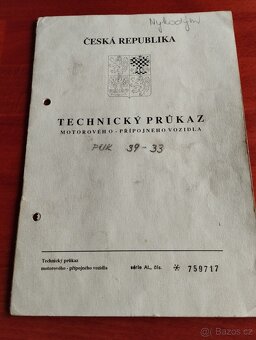 Nykodým
ČESKÁ REPUBLIKA
TECHNICKÝ PRŮKAZ
MOTOROVÉHO - PŘÍPOJNÉHO VOZIDLA
PUK 39-33
Technický průkaz
motorového - přípojného vozidla série AL, čís. * 759717
Bazoš.cz